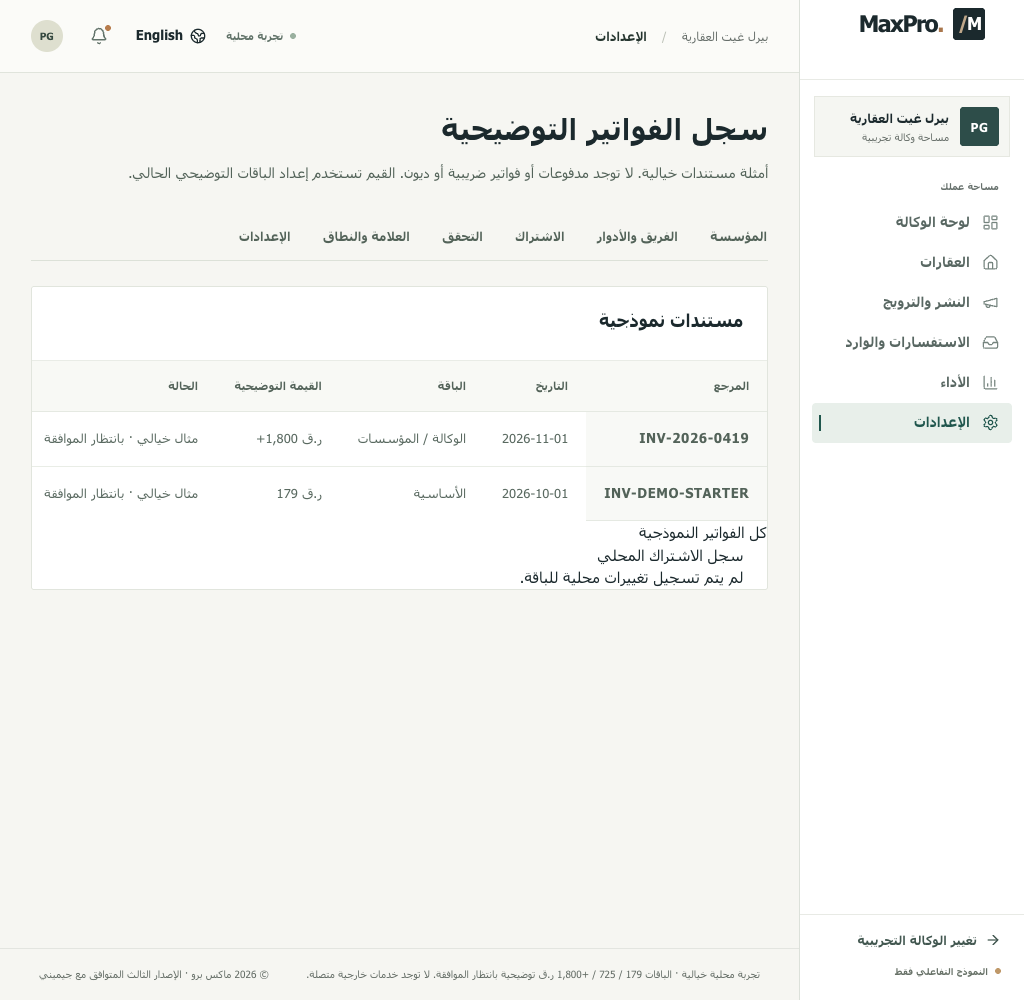 MaxPro.
/M
بيرل غيت العقارية / الإعدادات
تجربة محلية
English
PG
PG
بيرل غيت العقارية
مساحة وكالة تجريبية
مساحة عملك
لوحة الوكالة
العقارات
النشر والترويج
الاستفسارات والوارد
الأداء
الإعدادات
تغيير الوكالة التجريبية
النموذج التفاعلي فقط
سجل الفواتير التوضيحية
أمثلة مستندات خيالية. لا توجد مدفوعات أو فواتير ضريبية أو ديون. القيم تستخدم إعداد الباقات التوضيحي الحالي.
المؤسسة الفريق والأدوار الاشتراك التحقق العلامة والنطاق الإعدادات
مستندات نموذجية
المرجع التاريخ الباقة القيمة التوضيحية الحالة
INV-2026-0419 2026-11-01 الوكالة / المؤسسات ر.ق 1,800+ مثال خيالي · بانتظار الموافقة
INV-DEMO-STARTER 2026-10-01 الأساسية ر.ق 179 مثال خيالي · بانتظار الموافقة
كل الفواتير النموذجية
سجل الاشتراك المحلي
لم يتم تسجيل تغييرات محلية للباقة.
تجربة محلية خيالية · الباقات 179 / 725 / 1,800+ ر.ق توضيحية بانتظار الموافقة. لا توجد خدمات خارجية متصلة.
© 2026 ماكس برو · الإصدار الثالث المتوافق مع جيميني